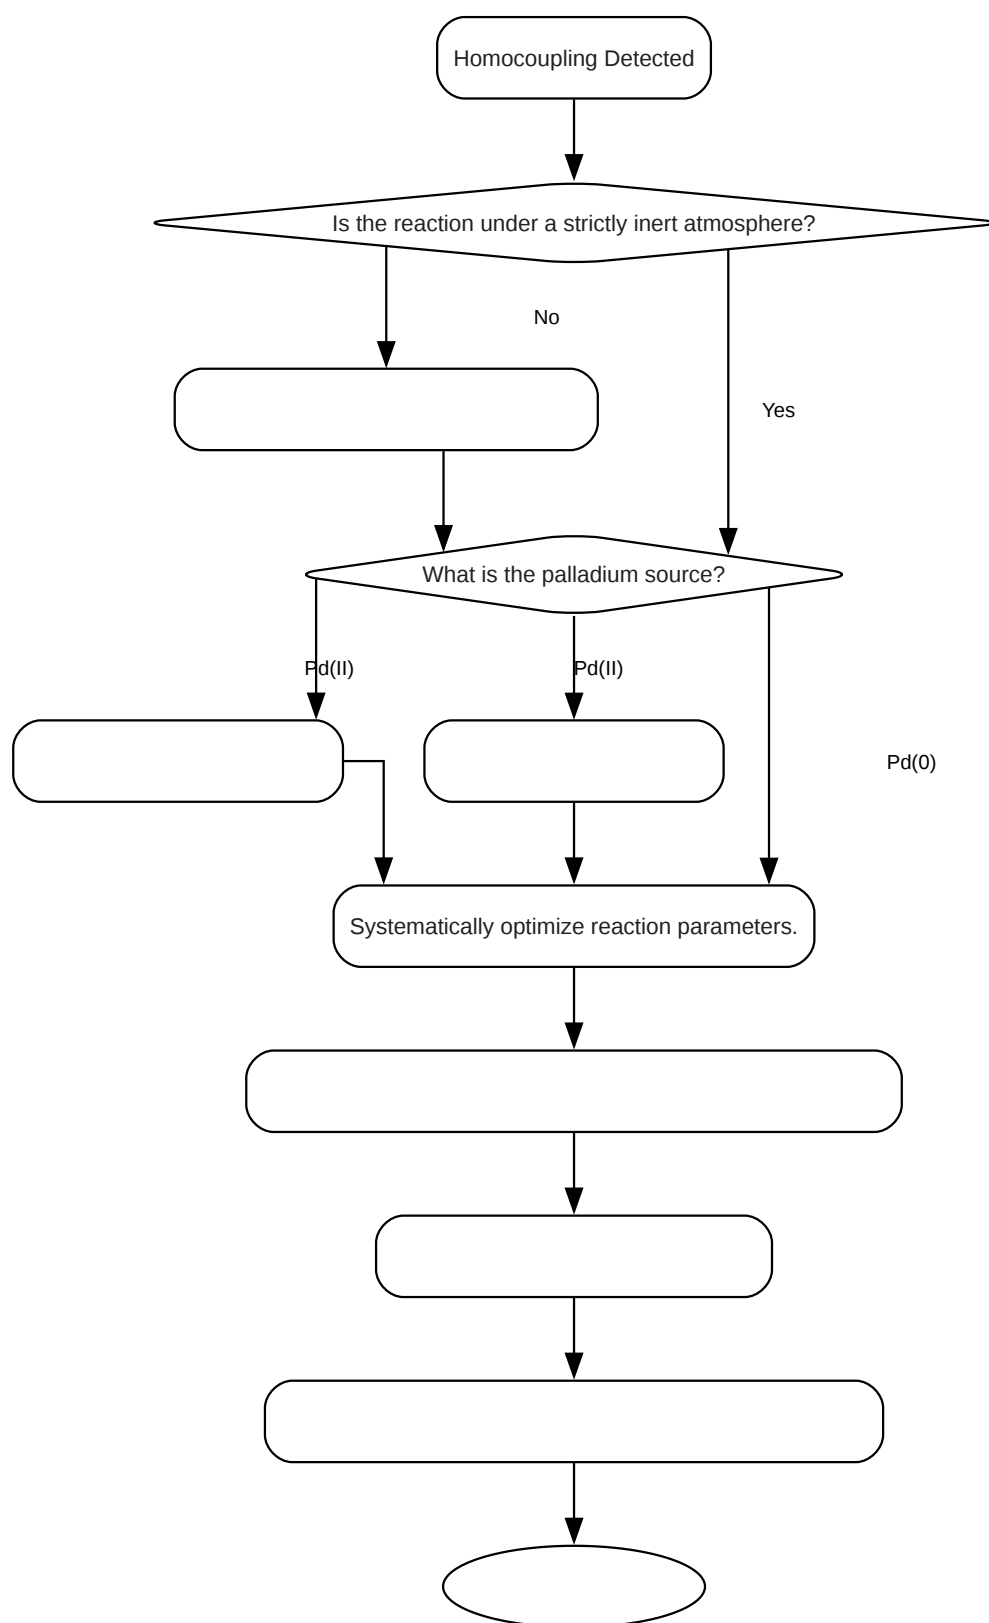 Homocoupling Detected
Is the reaction under a strictly inert atmosphere?
No
Yes
What is the palladium source?
Pd(II)
Pd(II)
Pd(0)
Systematically optimize reaction parameters.